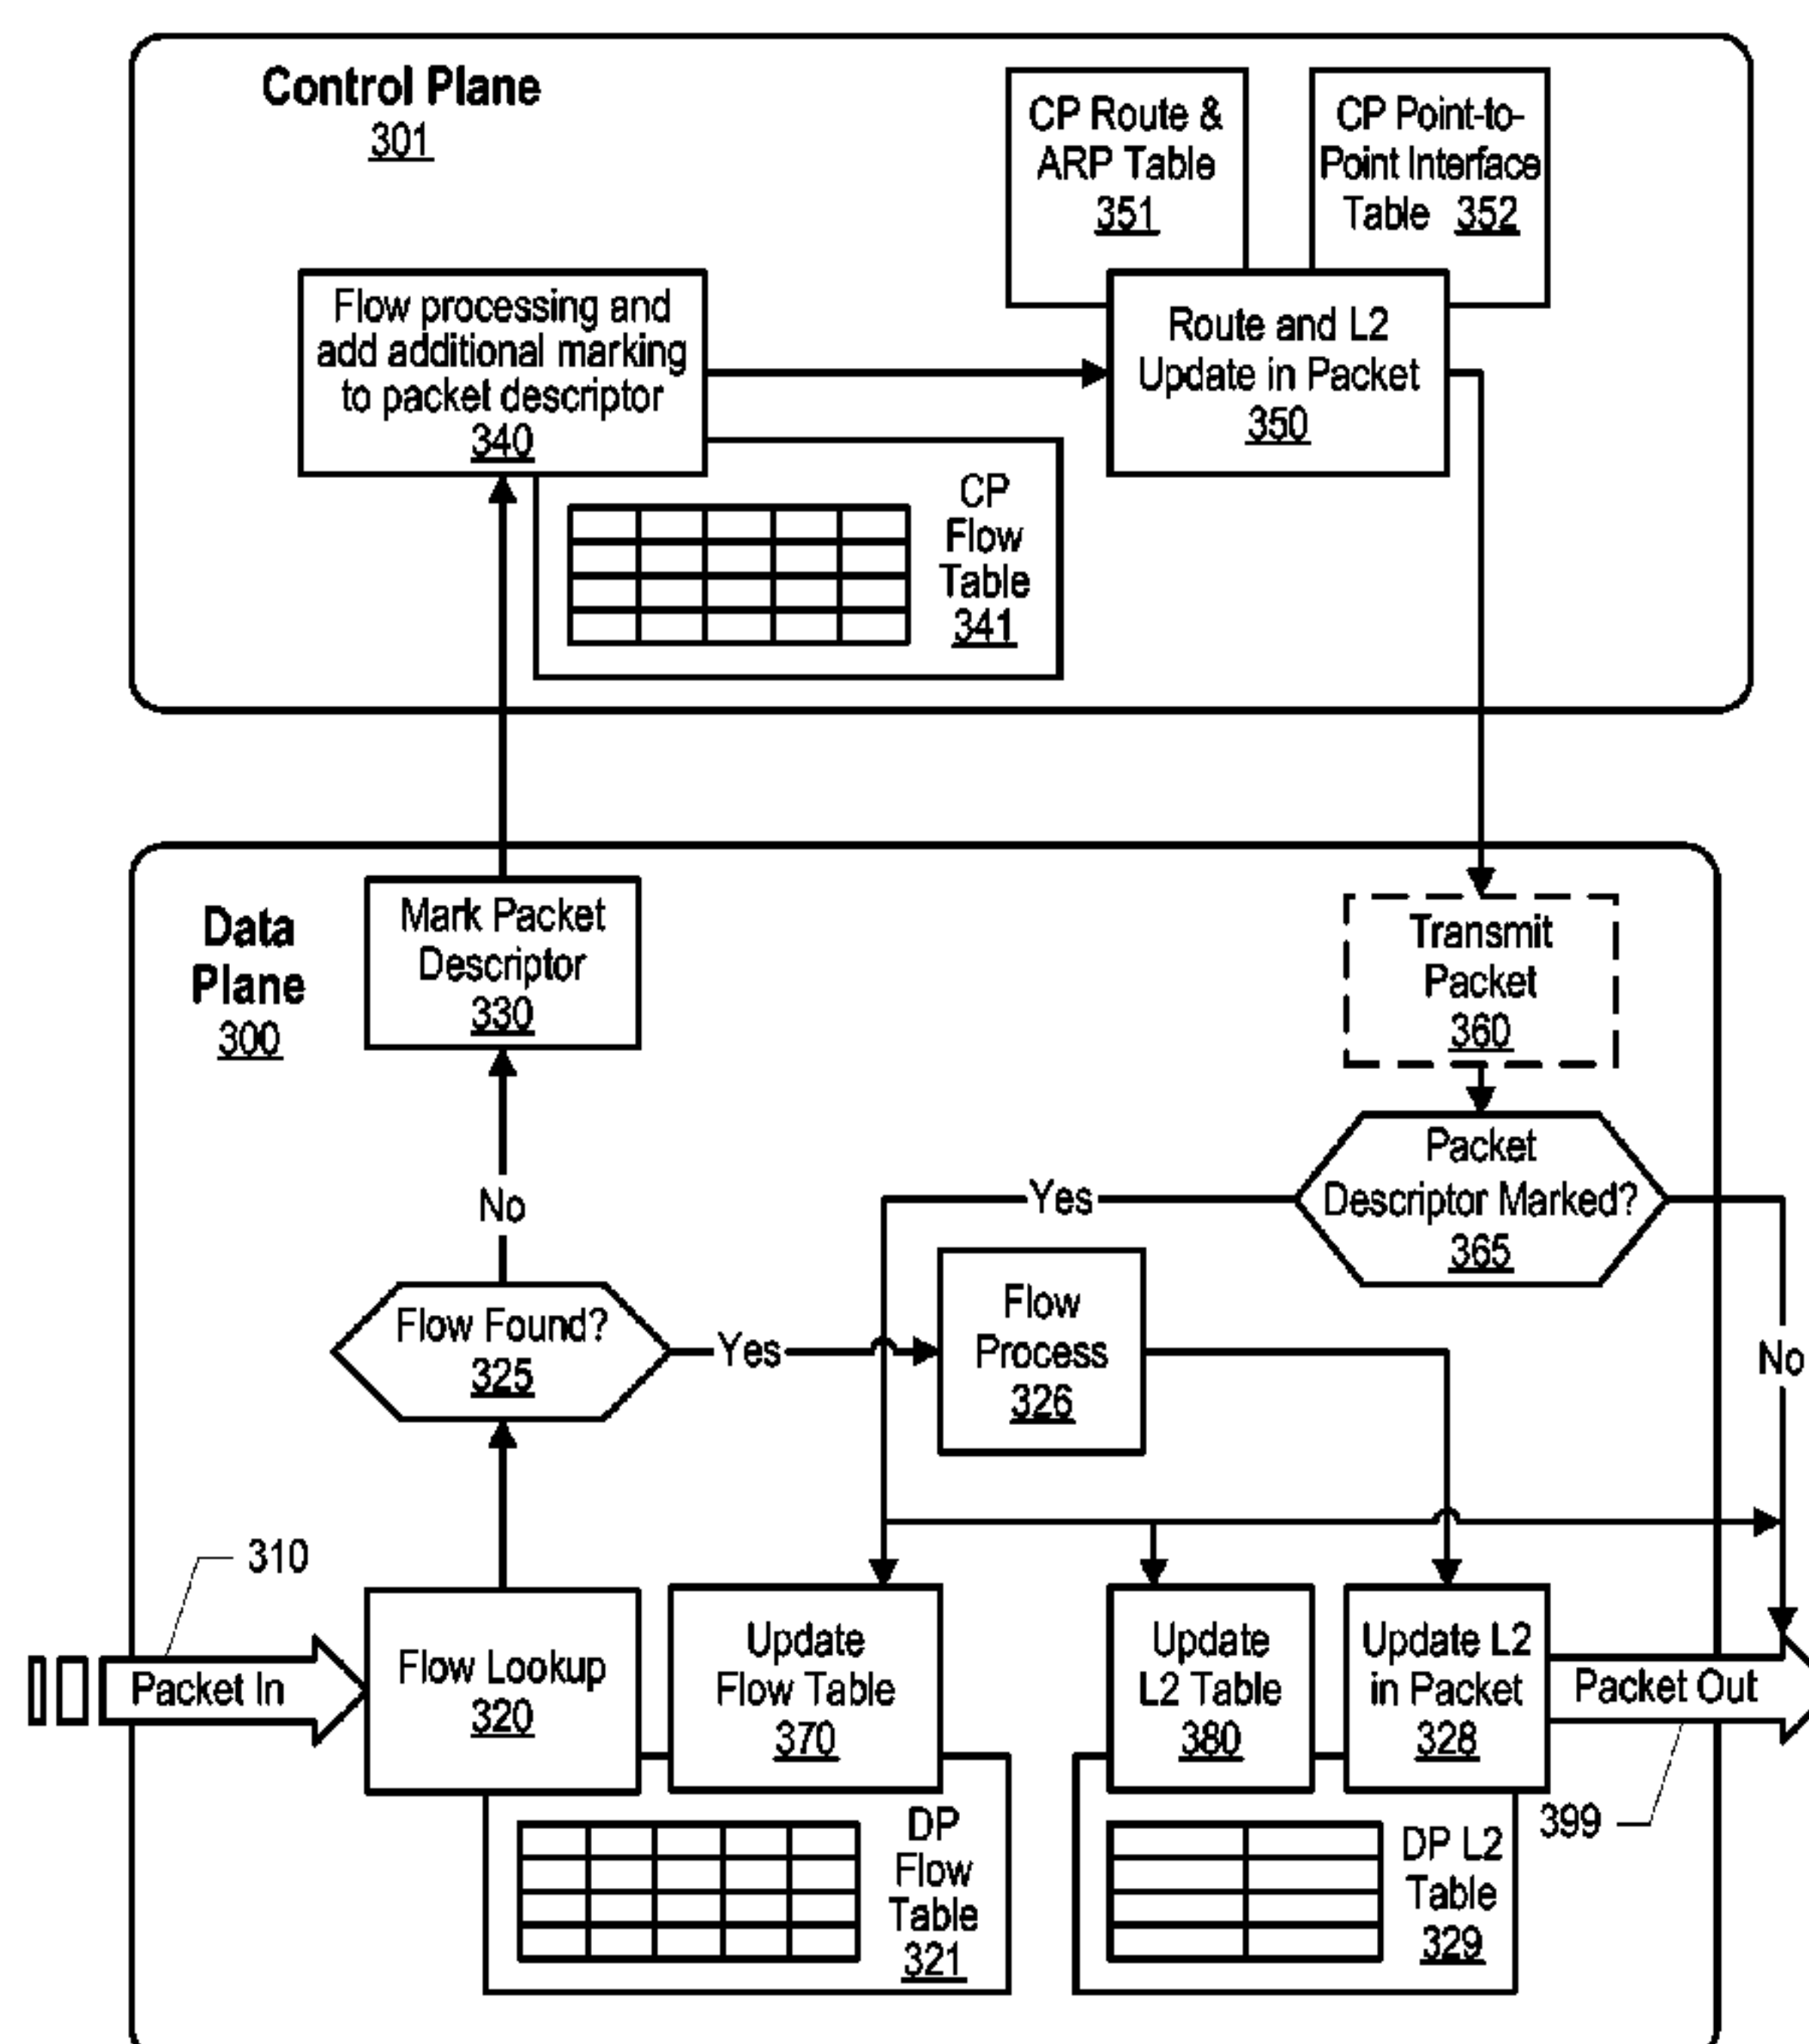 Control Plane
301
CP Route &
ARP Table
351
CP Point-to-
Point Interface
Table 352
Flow processing and
add additional marking
to packet descriptor
340
Route and L2
Update in Packet
350
CP
Flow
Table
341
Data
Plane
300
Mark Packet
Descriptor
330
Transmit
Packet
360
Packet
Descriptor Marked?
365
Yes
No
Flow Found?
325
Yes
Flow
Process
326
No
310
Packet In
Flow Lookup
320
Update
Flow Table
370
Update
L2 Table
380
Update L2
in Packet
328
Packet Out
399
DP
Flow
Table
321
DP L2
Table
329